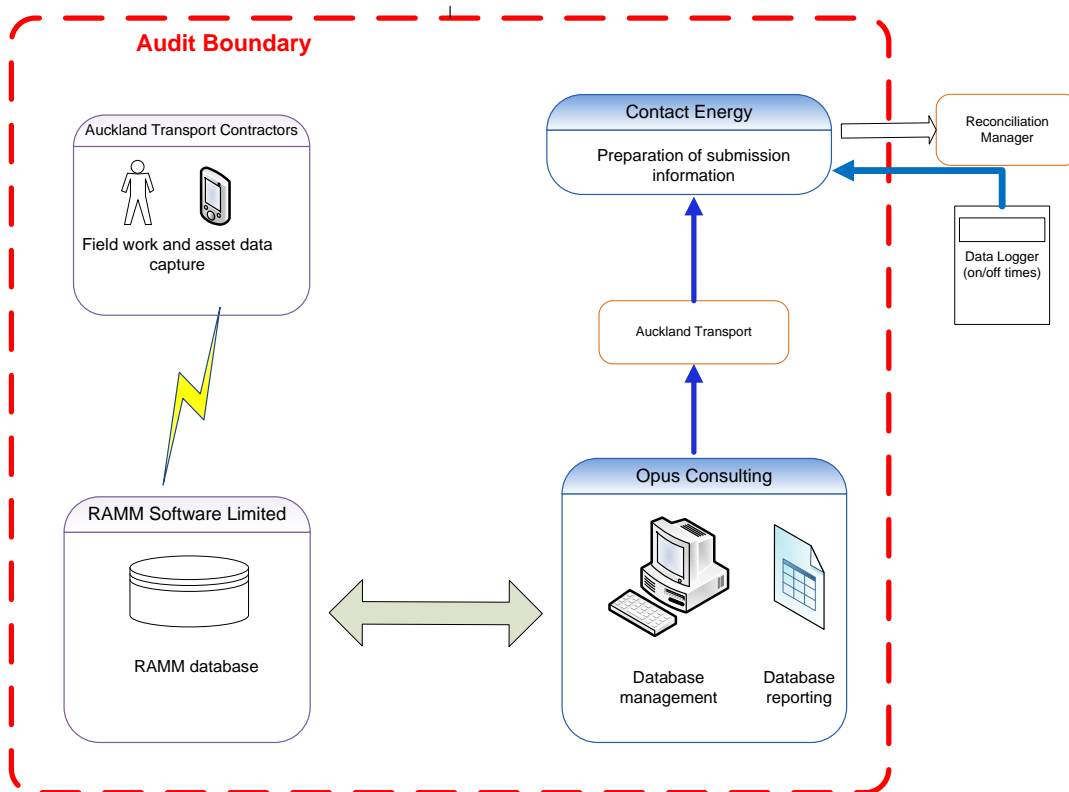 Audit Boundary
Auckland Transport Contractors
Field work and asset data
capture
Contact Energy
Preparation of submission
information
Reconciliation
Manager
Data Logger
(on/off times)
Auckland Transport
RAMM Software Limited
RAMM database
Opus Consulting
Database
management
Database
reporting